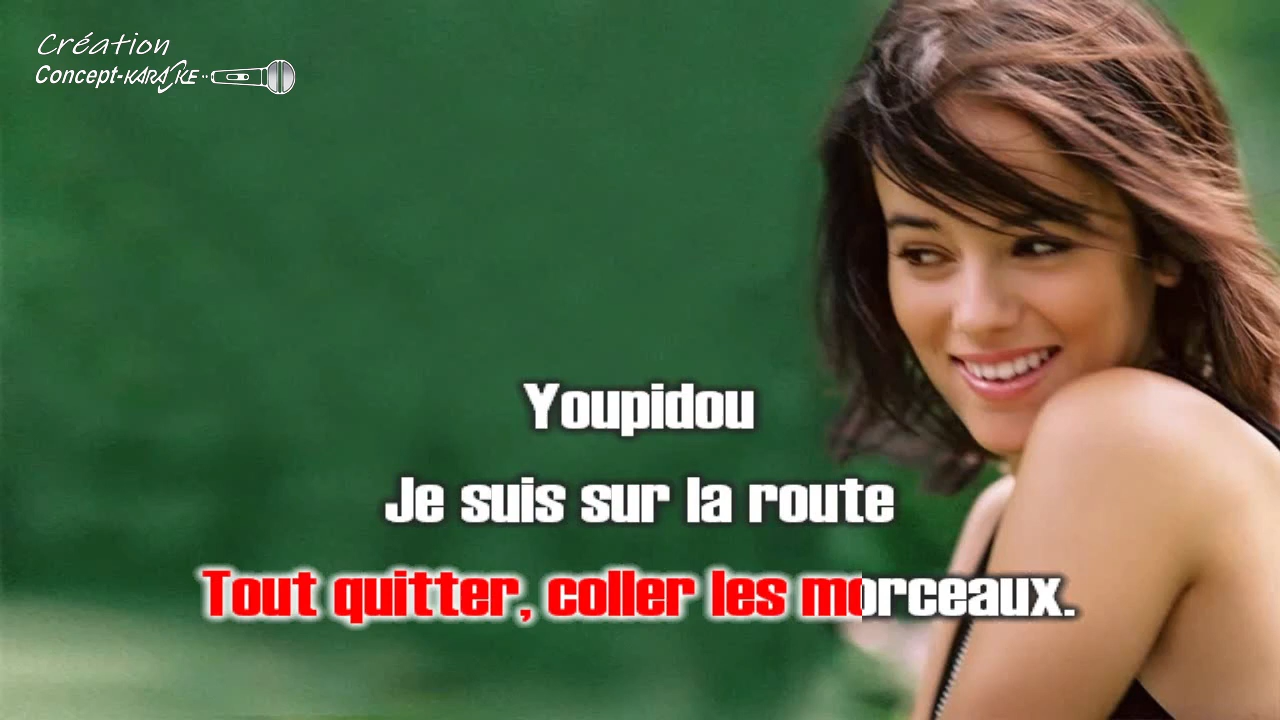 Création
Concept-KARAOKE
Youpidou
Je suis sur la route
Tout quitter, coller les morceaux.